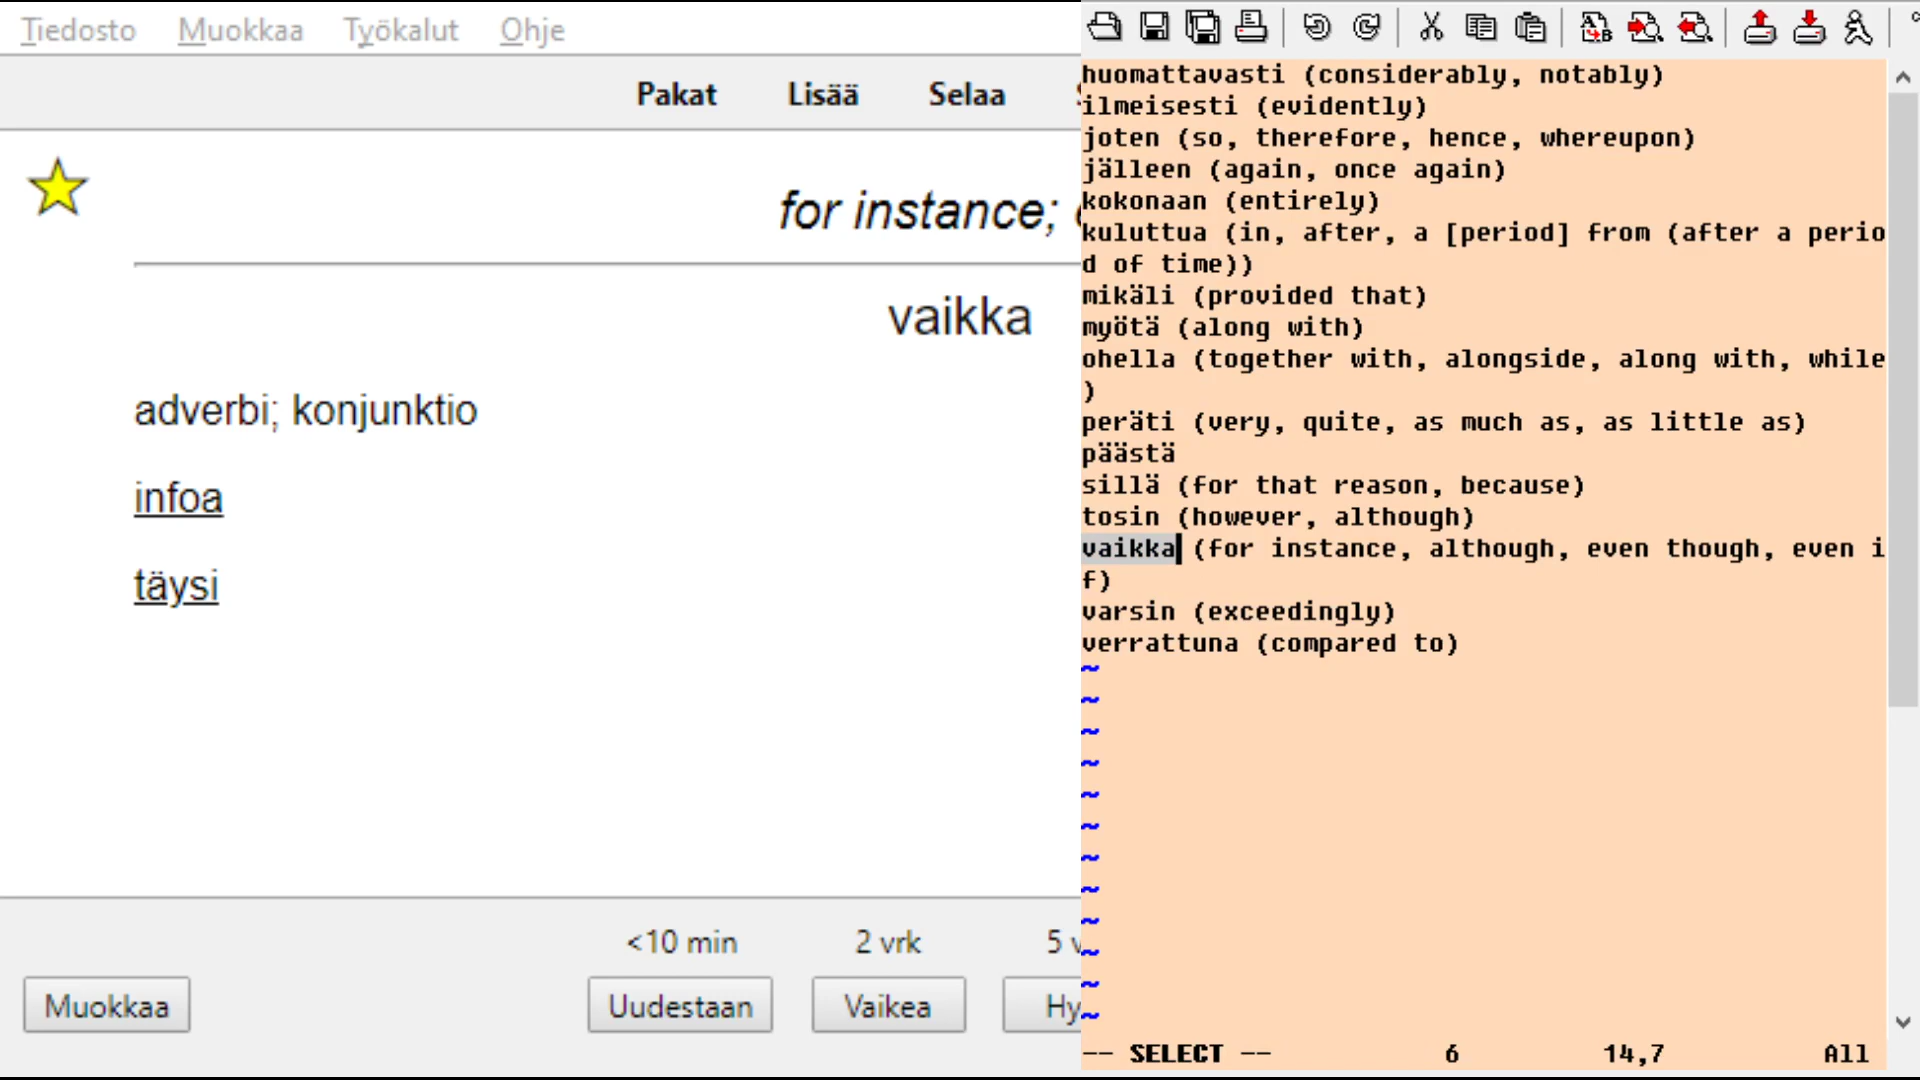 Tiedosto Muokkaa Työkalut Ohje
Pakat Lisää Selaa
for instance;
vaikka
adverbi; konjunktio
infoa
täysi
<10 min 2 vrk 5 v
Muokkaa Uudestaan Vaikea Hy
huomattavasti (considerably, notably)
ilmeisesti (evidently)
joten (so, therefore, hence, whereupon)
jälleen (again, once again)
kokonaan (entirely)
kuluttua (in, after, a [period] from (after a perio
d of time))
mikäli (provided that)
myötä (along with)
ohella (together with, alongside, along with, while
)
peräti (very, quite, as much as, as little as)
päästä
sillä (for that reason, because)
tosin (however, although)
vaikka (for instance, although, even though, even i
f)
varsin (exceedingly)
verrattuna (compared to)
~
~
~
~
~
~
~
~
~
~
~
~
-- SELECT -- 6 14,7 All